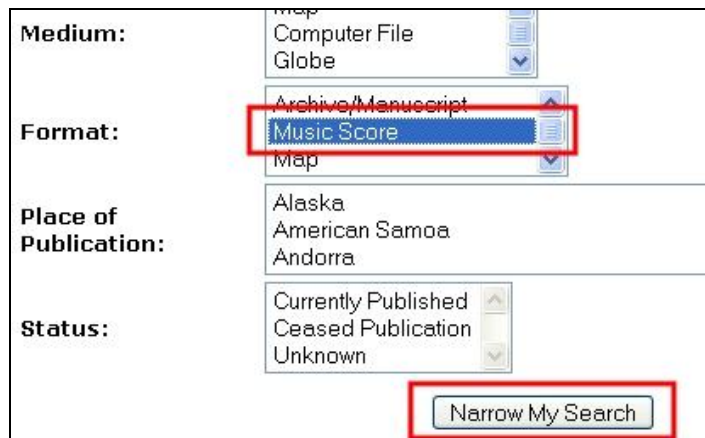 Map
Medium:
Computer File
Globe
Archive/Manuscript
Format:
Music Score
Map
Alaska
Place of
American Samoa
Publication:
Andorra
Currently Published
Status:
Ceased Publication
Unknown
Narrow My Search